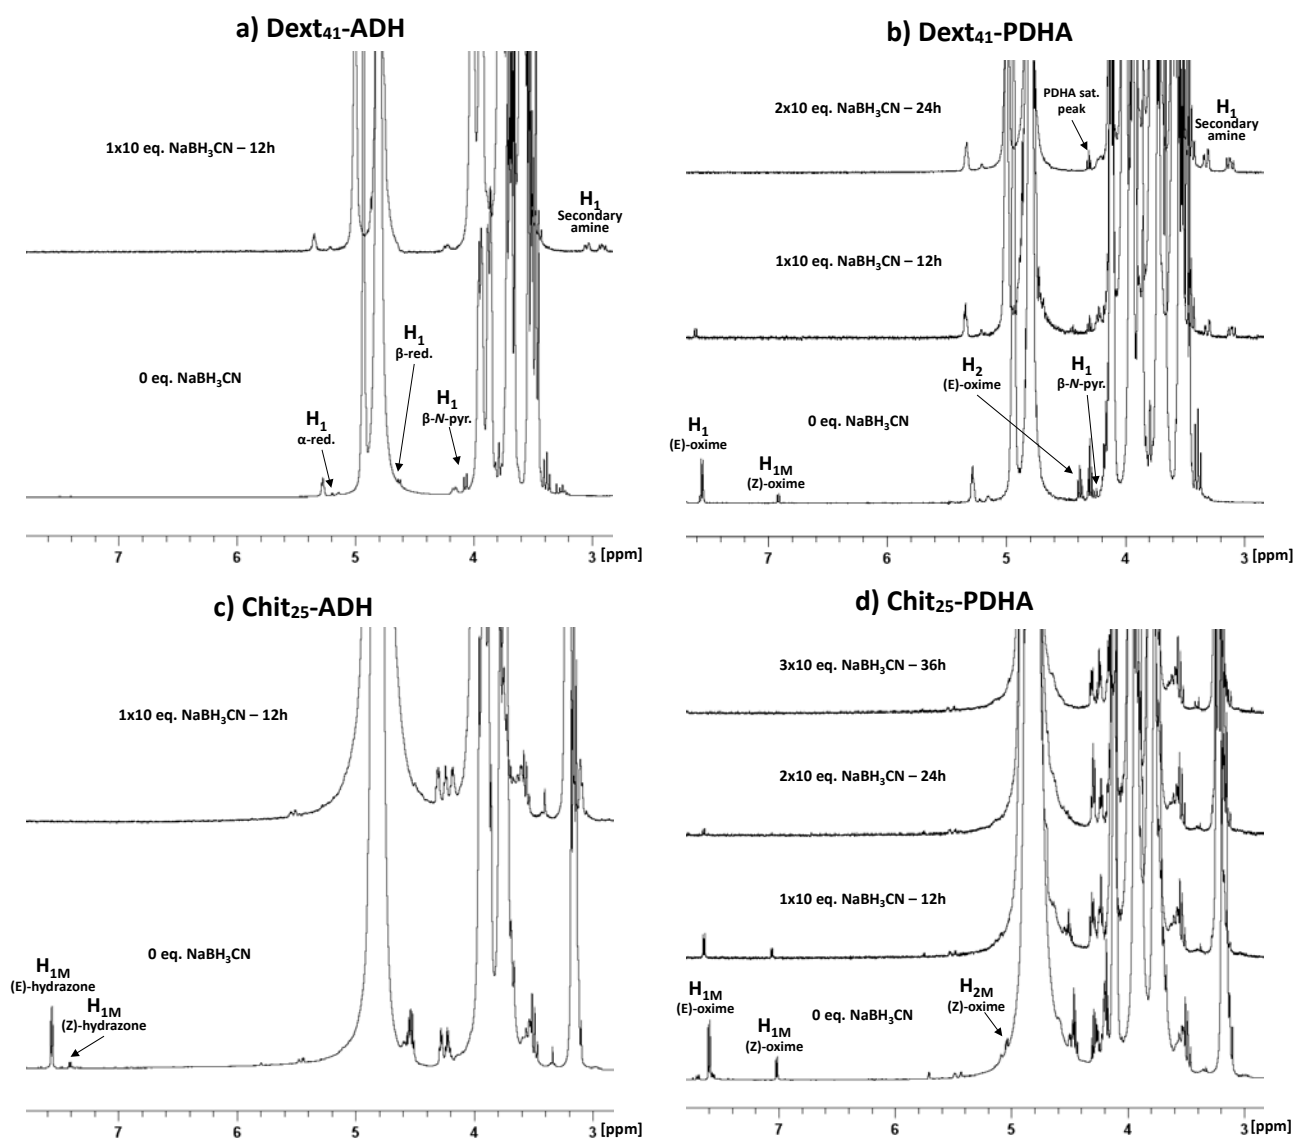 a) Dext₄₁-ADH
1x10 eq. NaBH₃CN – 12h
H₁
Secondary
amine
0 eq. NaBH₃CN
H₁
β-red.
H₁
α-red.
H₁
β-N-pyr.
7 6 5 4 3 [ppm]
b) Dext₄₁-PDHA
2x10 eq. NaBH₃CN – 24h
PDHA sat.
peak
H₁
Secondary
amine
1x10 eq. NaBH₃CN – 12h
H₂
(E)-oxime
H₁
β-N-pyr.
0 eq. NaBH₃CN
H₁
(E)-oxime
H₁M
(Z)-oxime
7 6 5 4 3 [ppm]
c) Chit₂₅-ADH
1x10 eq. NaBH₃CN – 12h
0 eq. NaBH₃CN
H₁M
(E)-hydrazone
H₁M
(Z)-hydrazone
7 6 5 4 3 [ppm]
d) Chit₂₅-PDHA
3x10 eq. NaBH₃CN – 36h
2x10 eq. NaBH₃CN – 24h
1x10 eq. NaBH₃CN – 12h
H₁M
(E)-oxime
H₁M
(Z)-oxime
H₂M
(Z)-oxime
0 eq. NaBH₃CN
7 6 5 4 3 [ppm]